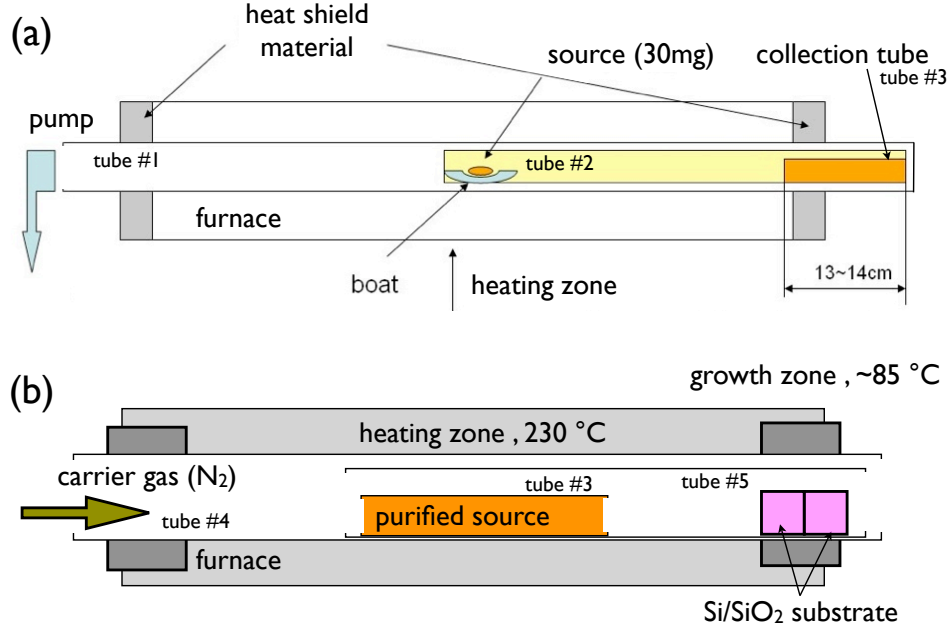 (a)
heat shield
material
source (30mg)
collection tube
tube #3
pump
tube #1
tube #2
furnace
boat
heating zone
13~14cm
growth zone , ~85 °C
(b)
heating zone , 230 °C
carrier gas (N₂)
tube #3
tube #5
purified source
tube #4
furnace
Si/SiO₂ substrate